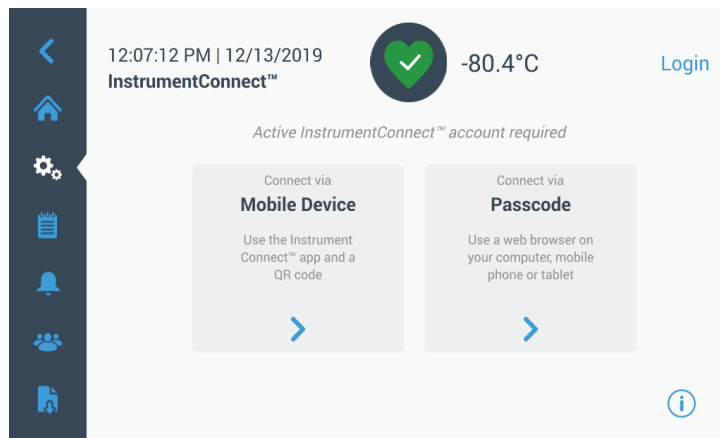 12:07:12 PM | 12/13/2019
InstrumentConnect™
-80.4°C
Login
Active InstrumentConnect™ account required
Connect via
Mobile Device
Use the Instrument
Connect™ app and a
QR code
Connect via
Passcode
Use a web browser on
your computer, mobile
phone or tablet